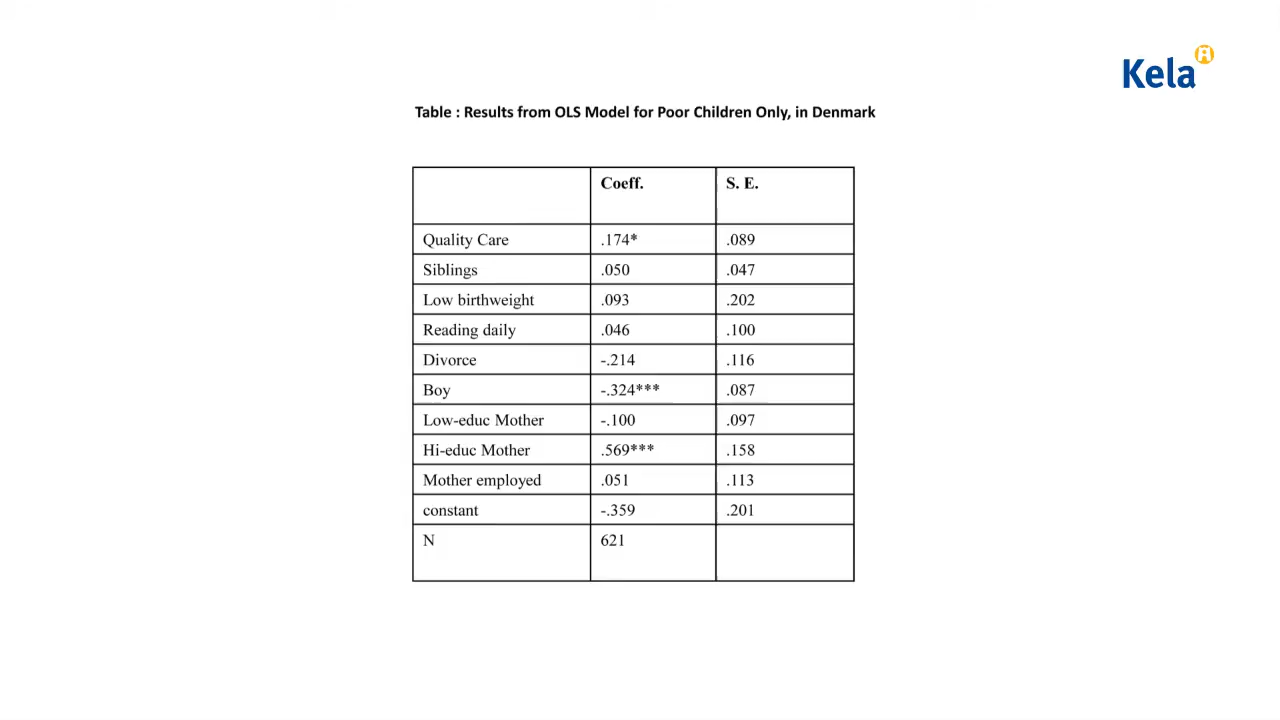 Kela
Table : Results from OLS Model for Poor Children Only, in Denmark
Coeff. S. E.
Quality Care .174* .089
Siblings .050 .047
Low birthweight .093 .202
Reading daily .046 .100
Divorce -.214 .116
Boy -.324*** .087
Low-educ Mother -.100 .097
Hi-educ Mother .569*** .158
Mother employed .051 .113
constant -.359 .201
N 621